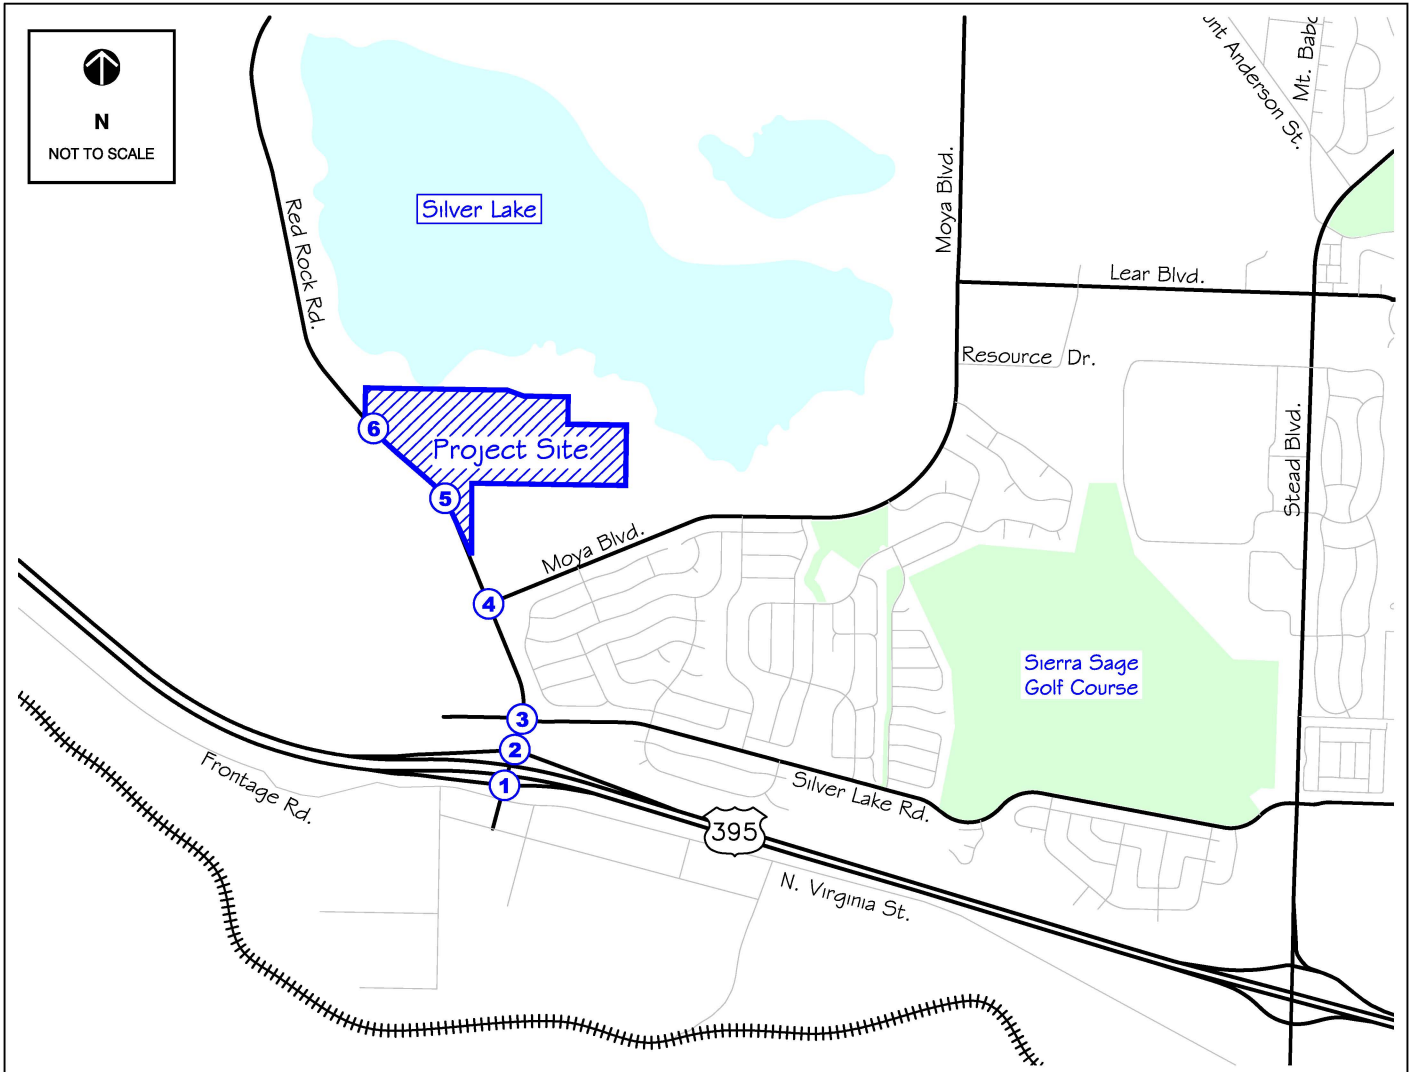 N
NOT TO SCALE
Silver Lake
Red Rock Rd.
Moya Blvd.
unt Anderson St.
Mt. Babc
Lear Blvd.
Resource Dr.
Stead Blvd.
6
Project Site
5
Moya Blvd.
4
Sierra Sage
Golf Course
3
2
1
Frontage Rd.
Silver Lake Rd.
395
N. Virginia St.